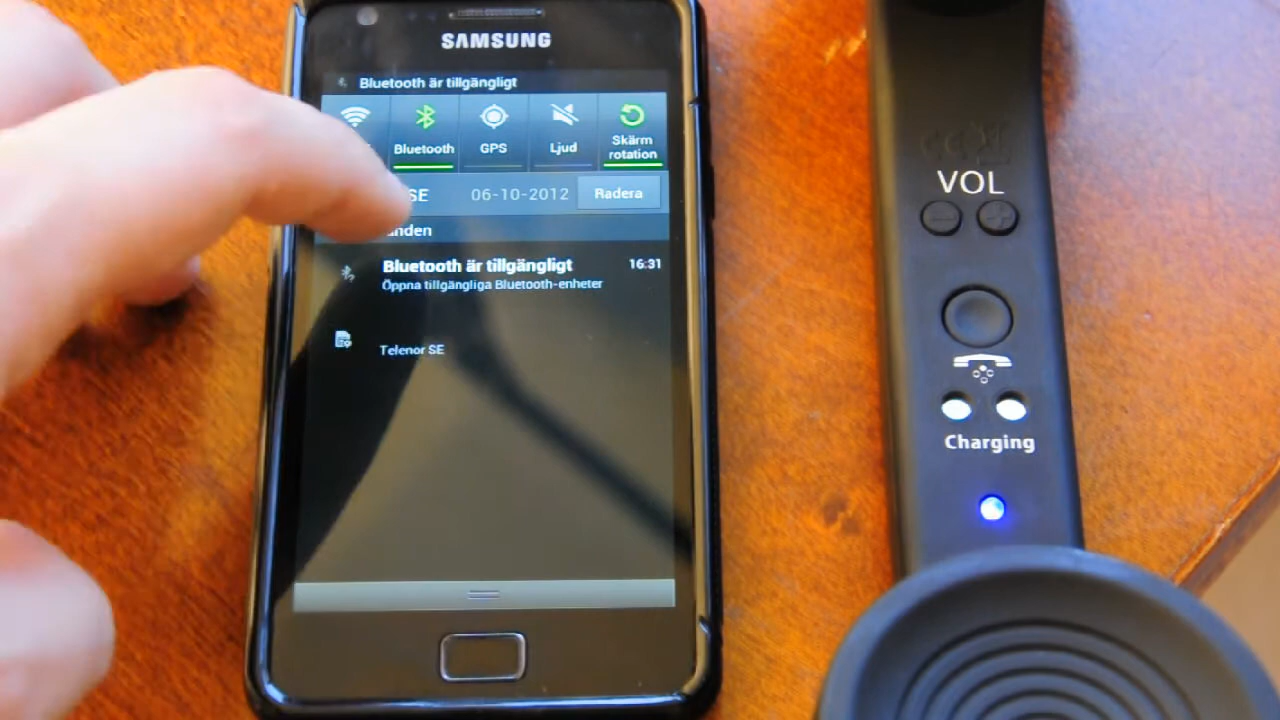 SAMSUNG
Bluetooth är tillgängligt
Bluetooth
GPS
Ljud
Skärm
rotation
SE
06-10-2012
Radera
Bluetooth är tillgängligt
16:31
Öppna tillgängliga Bluetooth-enheter
Telenor SE
VOL
Charging